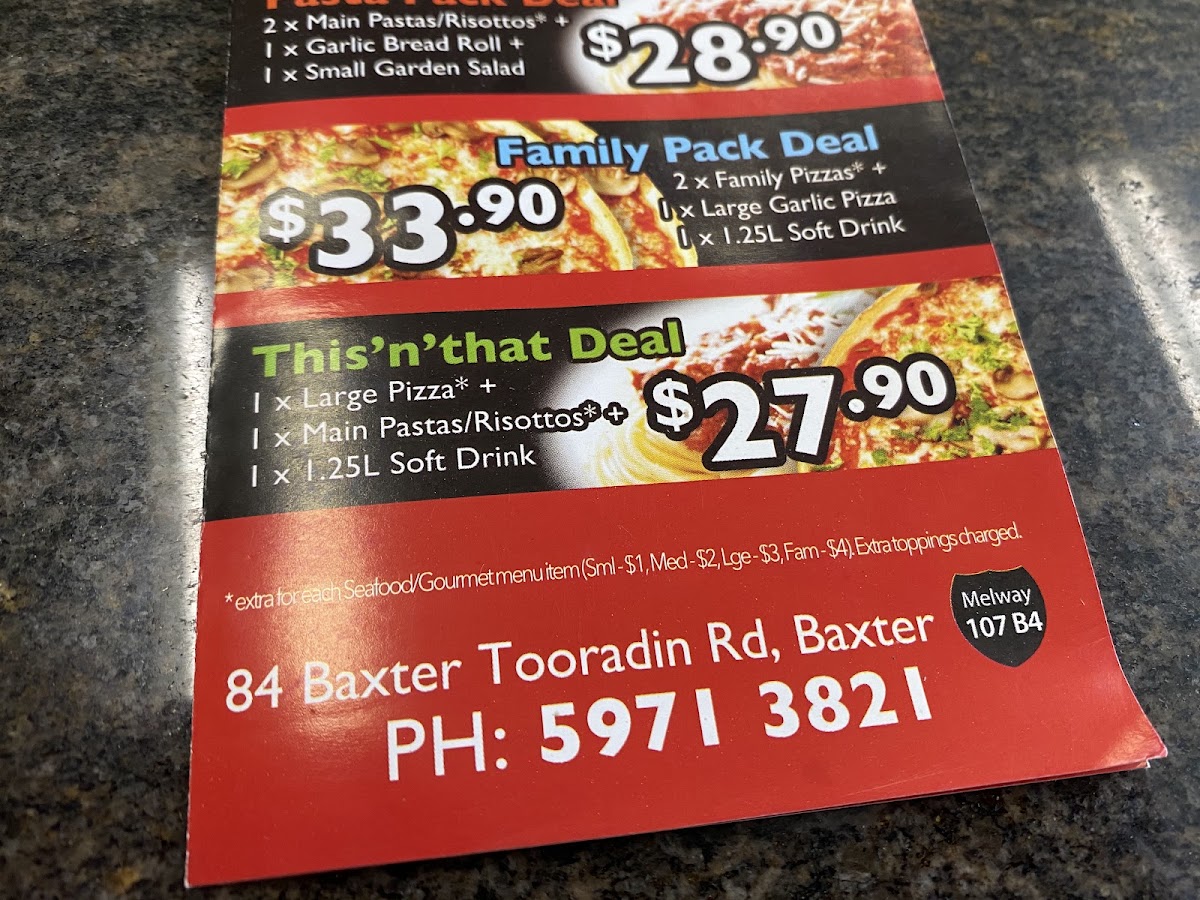 Pasta Pack Deal
2 x Main Pastas/Risottos* +
1 x Garlic Bread Roll +
1 x Small Garden Salad
$28.90
Family Pack Deal
2 x Family Pizzas* +
1 x Large Garlic Pizza
1 x 1.25L Soft Drink
$33.90
This'n'that Deal
1 x Large Pizza* +
1 x Main Pastas/Risottos* +
1 x 1.25L Soft Drink
$27.90
*extra for each Seafood/Gourmet menu item (Sml - $1, Med - $2, Lge - $3, Fam - $4). Extra toppings charged.
Melway
107 B4
84 Baxter Tooradin Rd, Baxter
PH: 5971 3821